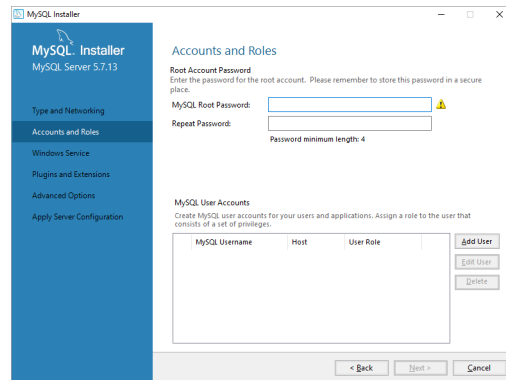 MySQL Installer
MySQL. Installer
MySQL Server 5.7.13
Type and Networking
Accounts and Roles
Windows Service
Plugins and Extensions
Advanced Options
Apply Server Configuration
Accounts and Roles
Root Account Password
Enter the password for the root account. Please remember to store this password in a secure
place.
MySQL Root Password:
Repeat Password:
Password minimum length: 4
MySQL User Accounts
Create MySQL user accounts for your users and applications. Assign a role to the user that
consists of a set of privileges.
MySQL Username Host User Role
Add User
Edit User
Delete
< Back Next > Cancel